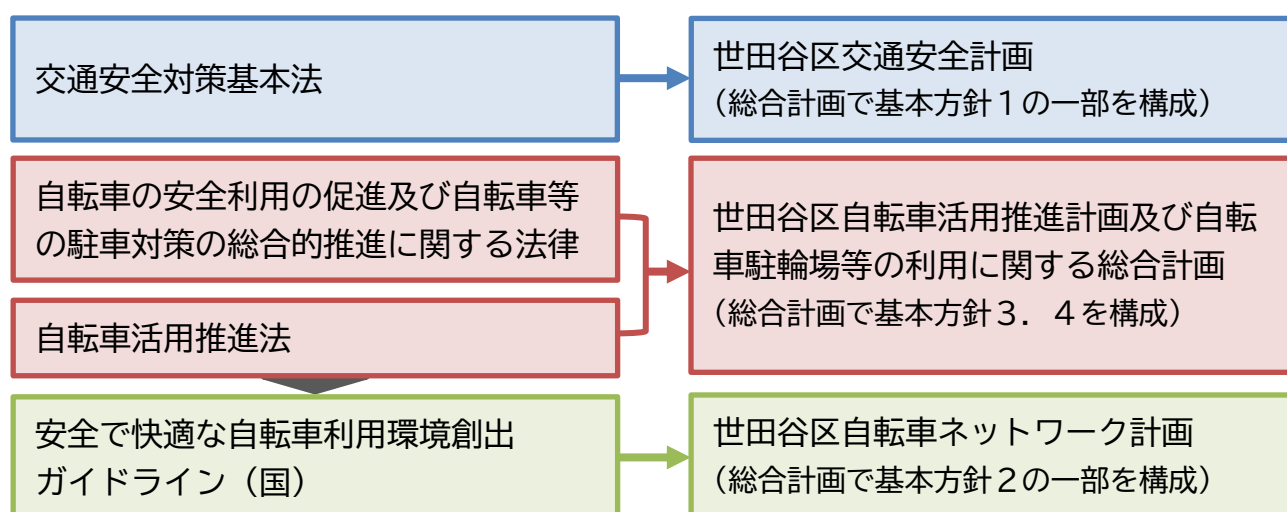 交通安全対策基本法
世田谷区交通安全計画
（総合計画で基本方針１の一部を構成）
自転車の安全利用の促進及び自転車等
の駐車対策の総合的推進に関する法律
自転車活用推進法
世田谷区自転車活用推進計画及び自転
車駐輪場等の利用に関する総合計画
（総合計画で基本方針３．４を構成）
安全で快適な自転車利用環境創出
ガイドライン（国）
世田谷区自転車ネットワーク計画
（総合計画で基本方針２の一部を構成）